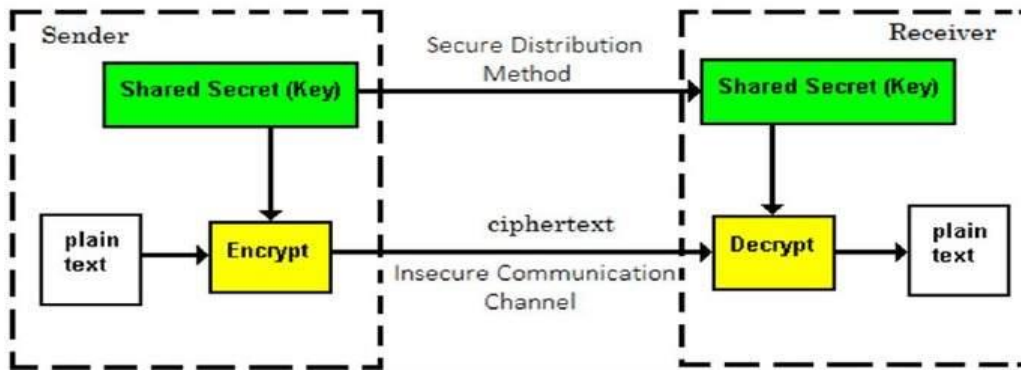 Sender
Receiver
Secure Distribution
Method
Shared Secret (Key)
Shared Secret (Key)
plain
text
Encrypt
ciphertext
Insecure Communication
Channel
Decrypt
plain
text